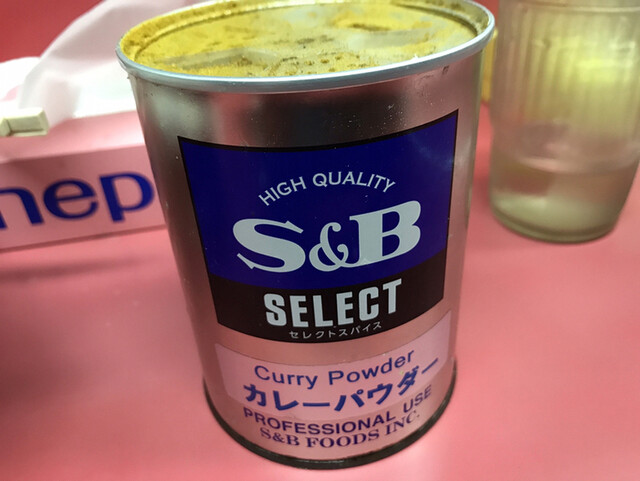 HIGH QUALITY
S&B
SELECT
セレクトスパイス
Curry Powder
カレーパウダー
PROFESSIONAL USE
S&B FOODS INC.
nep